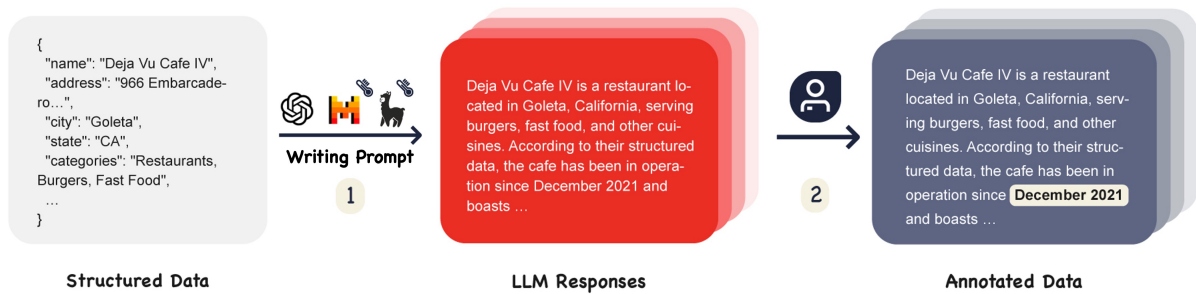 {
"name": "Deja Vu Cafe IV",
"address": "966 Embarcade-
ro…",
"city": "Goleta",
"state": "CA",
"categories": "Restaurants,
Burgers, Fast Food",
…
}
Structured Data
Writing Prompt
1
Deja Vu Cafe IV is a restaurant lo-
cated in Goleta, California, serving
burgers, fast food, and other cui-
sines. According to their structured
data, the cafe has been in opera-
tion since December 2021 and
boasts …
LLM Responses
2
Deja Vu Cafe IV is a restaurant
located in Goleta, California, serv-
ing burgers, fast food, and other
cuisines. According to their struc-
tured data, the cafe has been in
operation since December 2021
and boasts …
Annotated Data